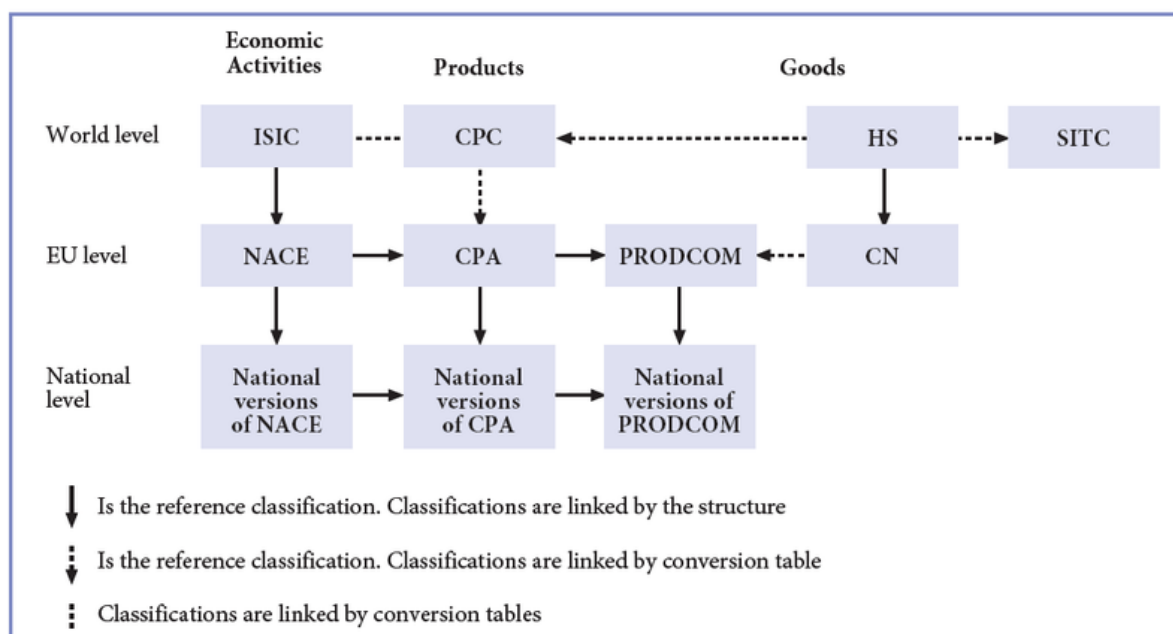 Economic
Activities
Products
Goods
World level
ISIC
CPC
HS
SITC
EU level
NACE
CPA
PRODCOM
CN
National
level
National
versions
of NACE
National
versions
of CPA
National
versions of
PRODCOM
Is the reference classification. Classifications are linked by the structure
Is the reference classification. Classifications are linked by conversion table
Classifications are linked by conversion tables